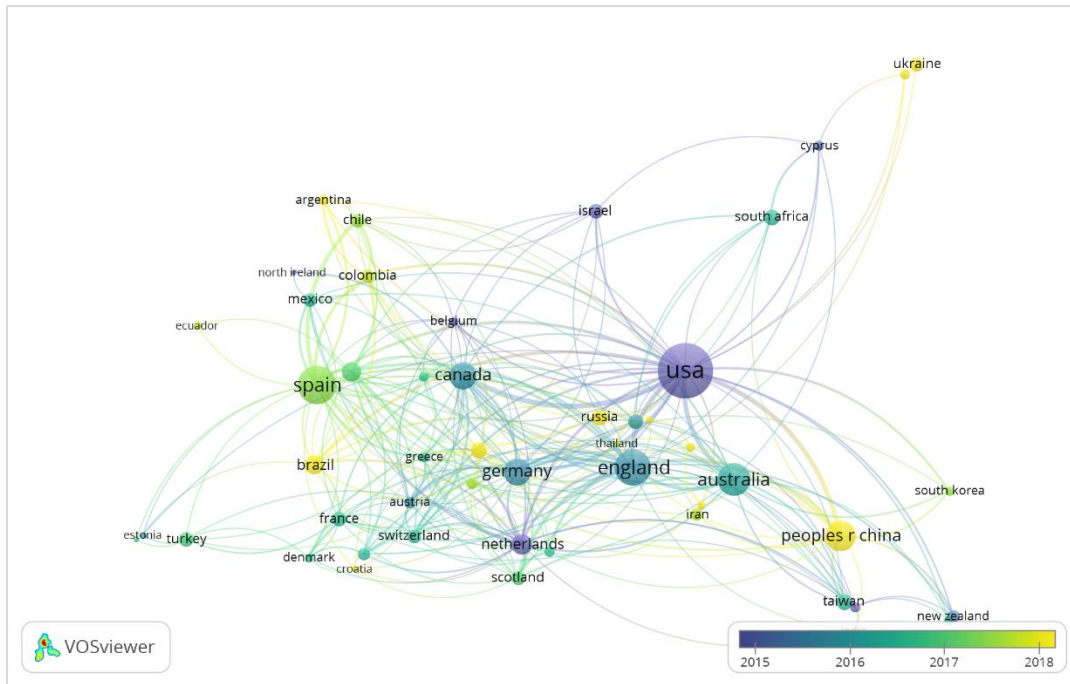 ukraine
cyprus
argentina
israel
chile
south africa
north ireland
colombia
mexico
belgium
ecuador
usa
canada
spain
russia
thailand
greece
brazil
germany
england
australia
south korea
austria
iran
france
estonia
turkey
switzerland
peoples r china
netherlands
denmark
croatia
scotland
taiwan
new zealand
VOSviewer
2015 2016 2017 2018